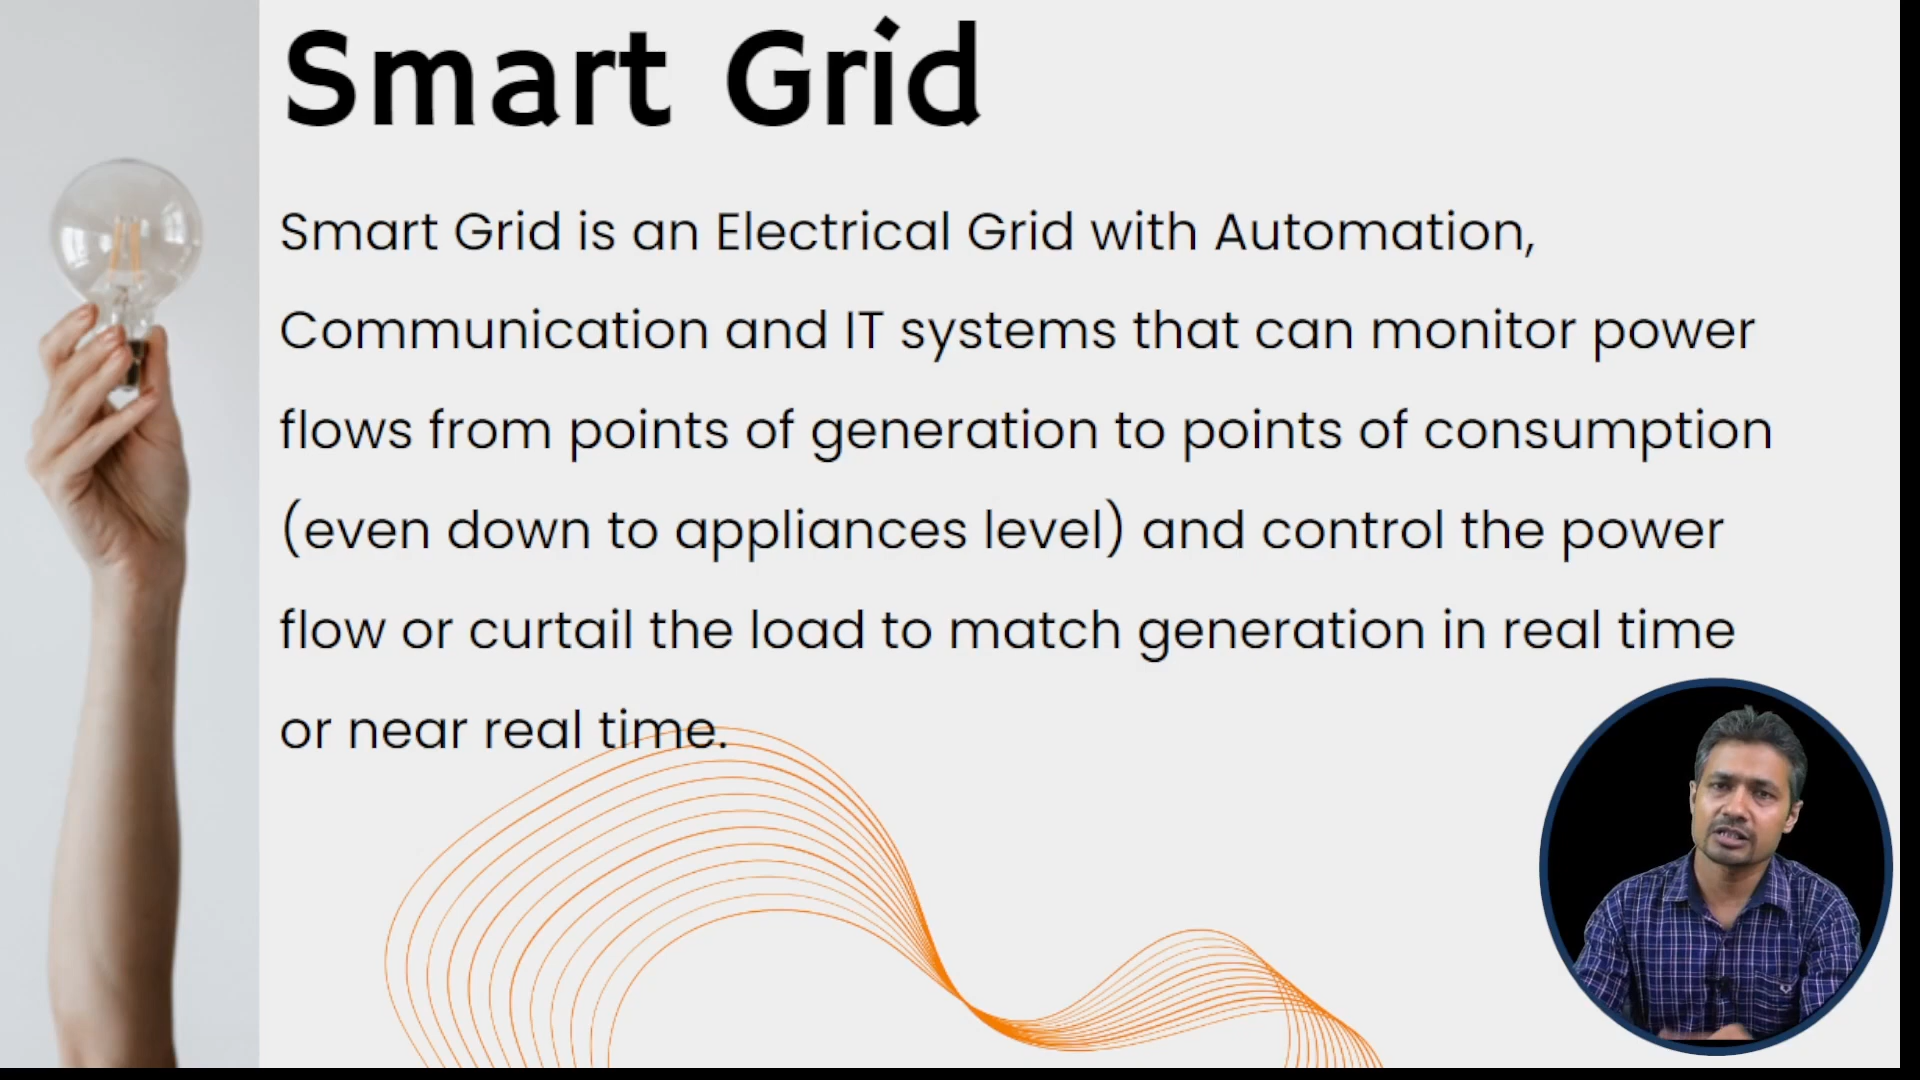 Smart Grid
Smart Grid is an Electrical Grid with Automation,
Communication and IT systems that can monitor power
flows from points of generation to points of consumption
(even down to appliances level) and control the power
flow or curtail the load to match generation in real time
or near real time.